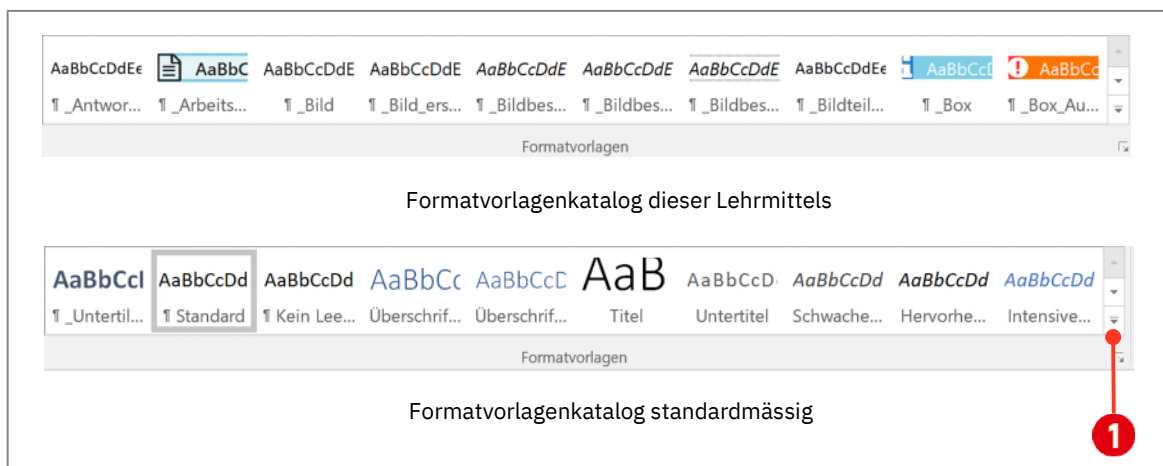 AaBbCcDdEe AaBbC AaBbCcDdE AaBbCcDdE AaBbCcDdE AaBbCcDdE AaBbCcDdE AaBbCcDdEe AaBbCcD AaBbCc
¶ _Antwor... ¶ _Arbeits... ¶ _Bild ¶ _Bild_ers... ¶ _Bildbes... ¶ _Bildbes... ¶ _Bildbes... ¶ _Bildteil... ¶ _Box ¶ _Box_Au...
Formatvorlagen
Formatvorlagenkatalog dieser Lehrmittels
AaBbCcI AaBbCcDd AaBbCcDd AaBbCc AaBbCcD AaB AaBbCcD AaBbCcDd AaBbCcDd AaBbCcDd
¶ _Untertil... ¶ Standard ¶ Kein Lee... Überschrif... Überschrif... Titel Untertitel Schwache... Hervorhe... Intensive...
Formatvorlagen
Formatvorlagenkatalog standardmässig
1